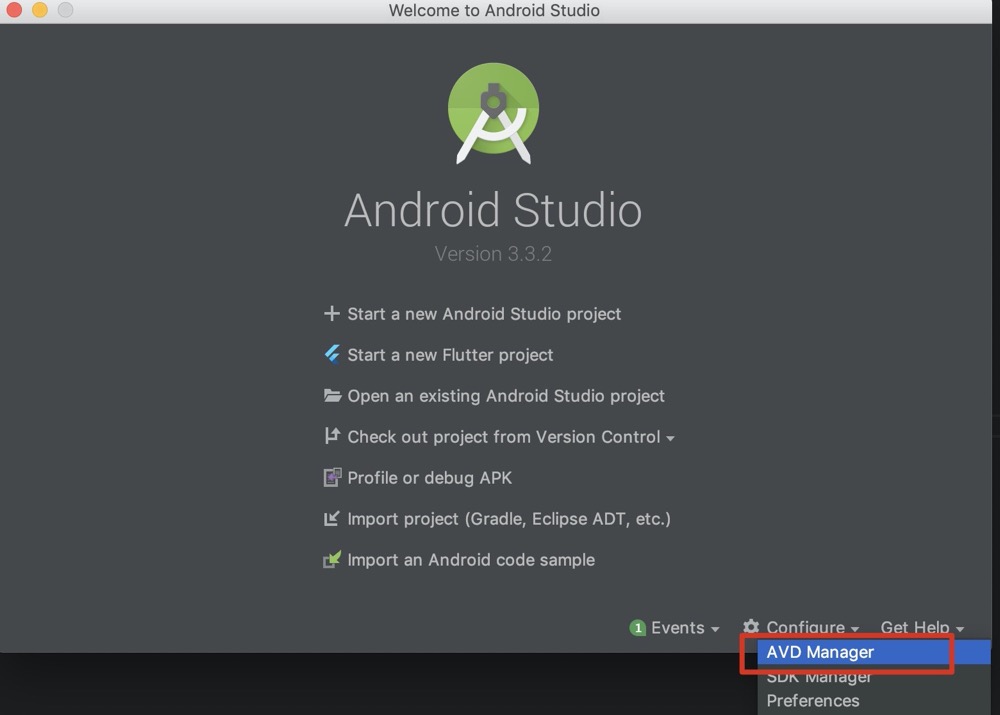 Welcome to Android Studio
Android Studio
Version 3.3.2
Start a new Android Studio project
Start a new Flutter project
Open an existing Android Studio project
Check out project from Version Control
Profile or debug APK
Import project (Gradle, Eclipse ADT, etc.)
Import an Android code sample
1 Events Configure Get Help
AVD Manager
SDK Manager
Preferences